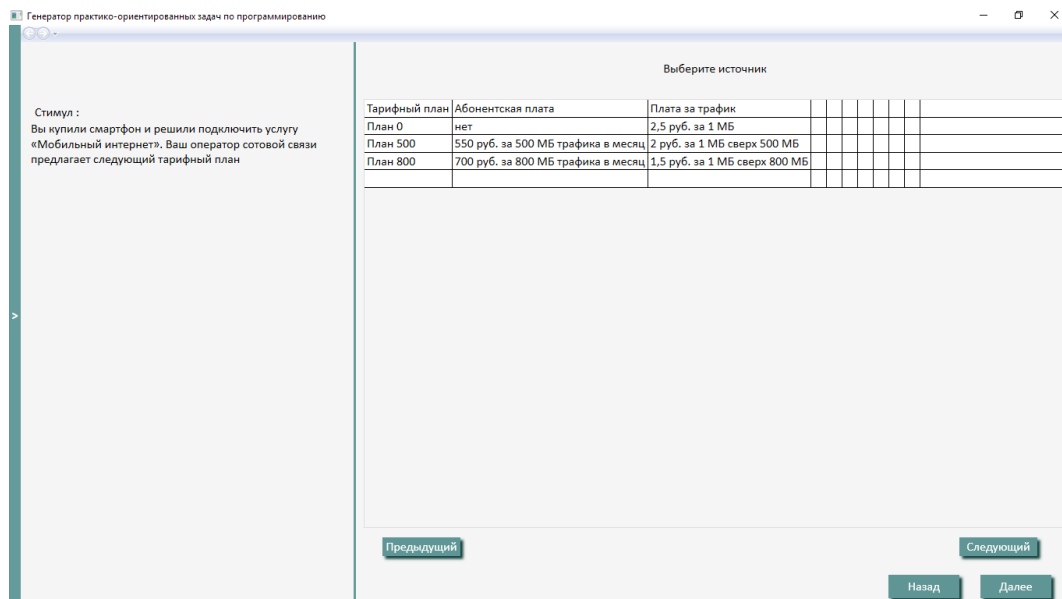 Генератор практико-ориентированных задач по программированию
Выберите источник
Стимул :
Вы купили смартфон и решили подключить услугу
«Мобильный интернет». Ваш оператор сотовой связи
предлагает следующий тарифный план
Тарифный план Абонентская плата Плата за трафик
План 0 нет 2,5 руб. за 1 МБ
План 500 550 руб. за 500 МБ трафика в месяц 2 руб. за 1 МБ сверх 500 МБ
План 800 700 руб. за 800 МБ трафика в месяц 1,5 руб. за 1 МБ сверх 800 МБ
>
Предыдущий Следующий
Назад Далее